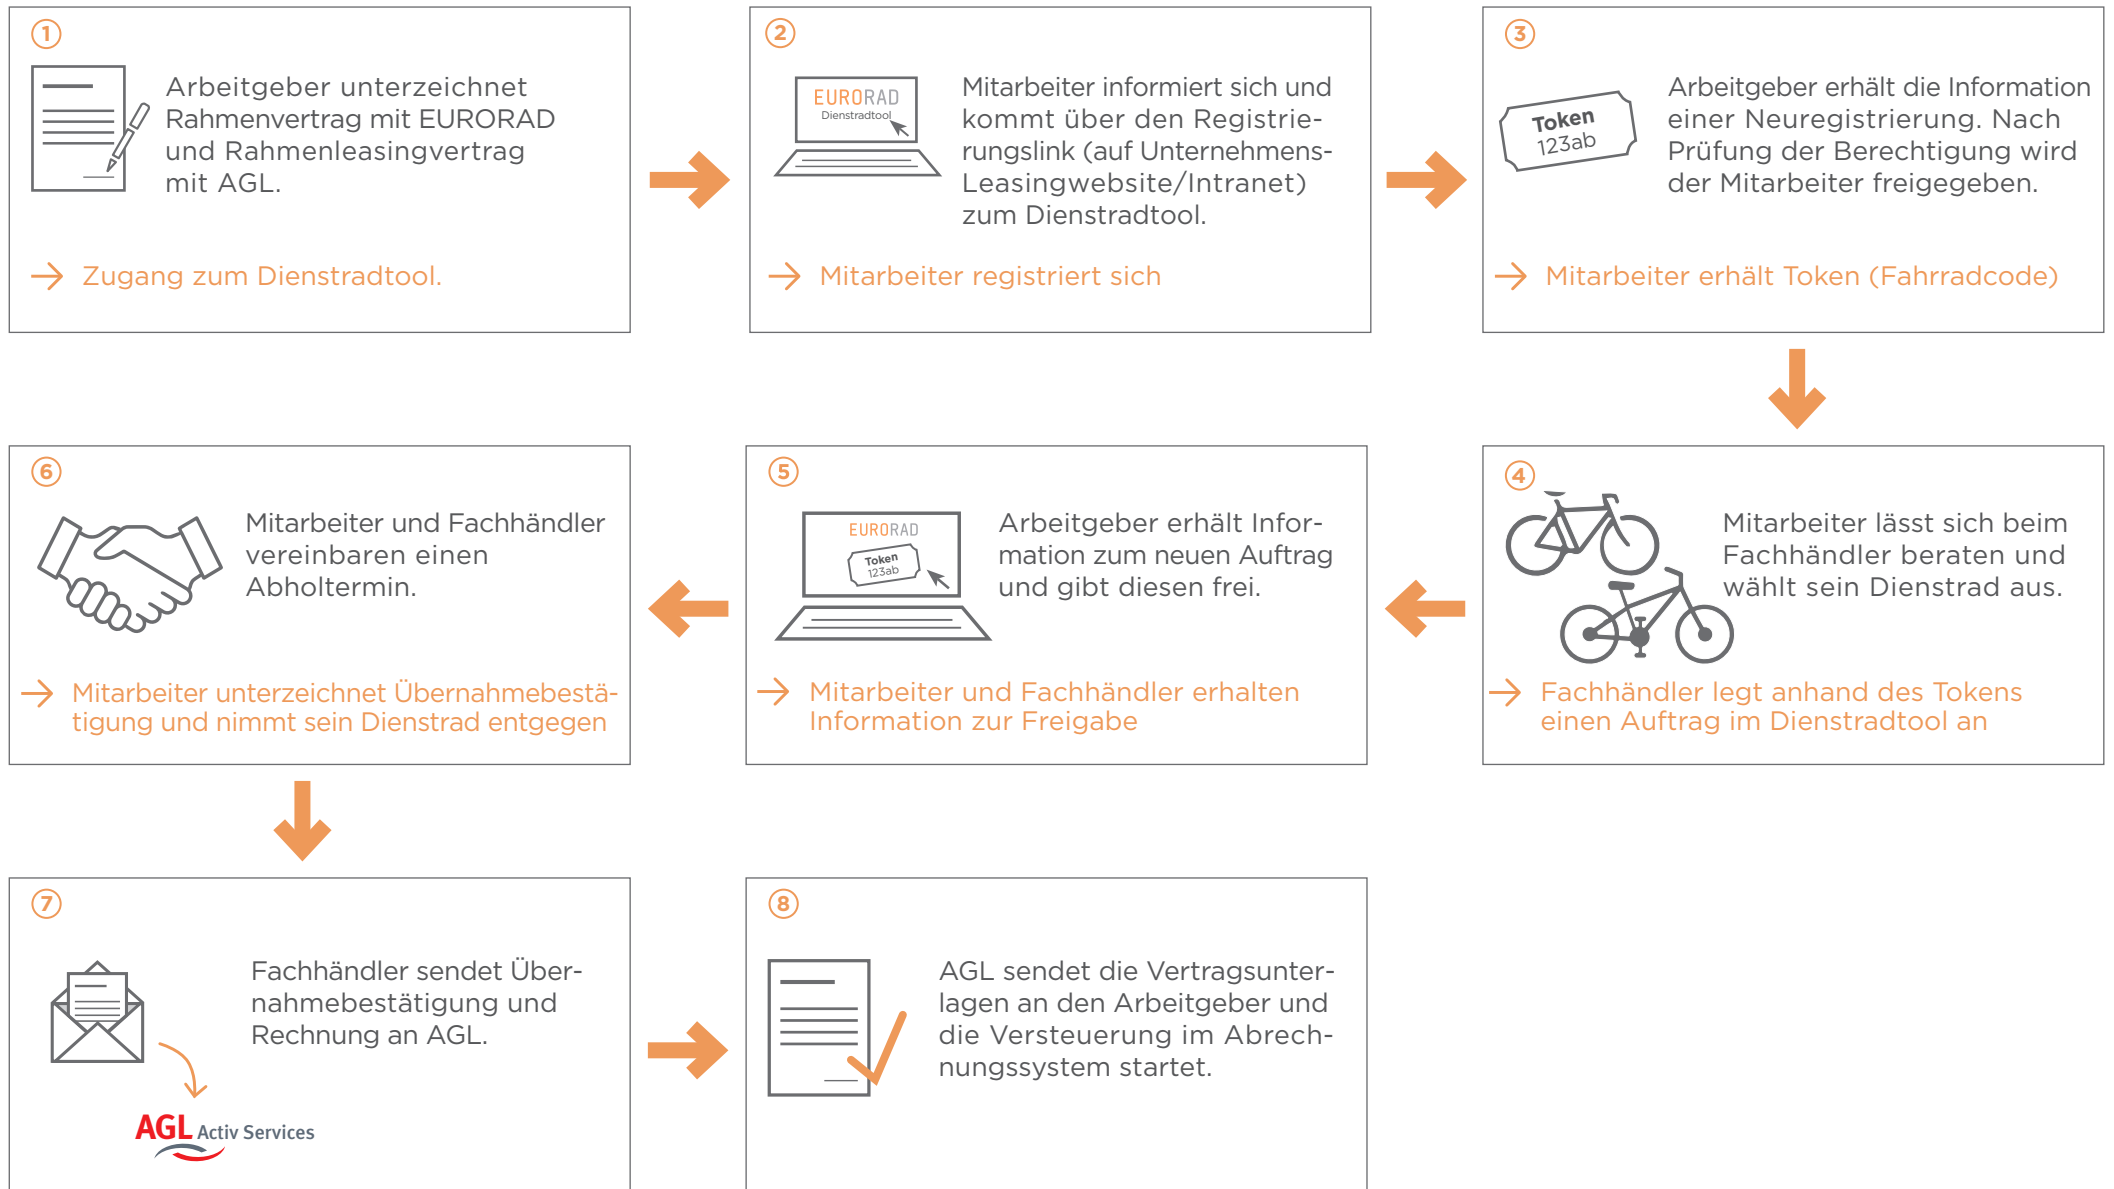 1
Arbeitgeber unterzeichnet
Rahmenvertrag mit EURORAD
und Rahmenleasingvertrag
mit AGL.
Zugang zum Dienstradtool.
2
EURORAD
Dienstradtool
Mitarbeiter informiert sich und
kommt über den Registrie-
rungslink (auf Unternehmens-
Leasingwebsite/Intranet)
zum Dienstradtool.
Mitarbeiter registriert sich
3
Token
123ab
Arbeitgeber erhält die Information
einer Neuregistrierung. Nach
Prüfung der Berechtigung wird
der Mitarbeiter freigegeben.
Mitarbeiter erhält Token (Fahrradcode)
4
Mitarbeiter lässt sich beim
Fachhändler beraten und
wählt sein Dienstrad aus.
Fachhändler legt anhand des Tokens
einen Auftrag im Dienstradtool an
5
EURORAD
Token
123ab
Arbeitgeber erhält Infor-
mation zum neuen Auftrag
und gibt diesen frei.
Mitarbeiter und Fachhändler erhalten
Information zur Freigabe
6
Mitarbeiter und Fachhändler
vereinbaren einen
Abholtermin.
Mitarbeiter unterzeichnet Übernahmebestä-
tigung und nimmt sein Dienstrad entgegen
7
Fachhändler sendet Über-
nahmebestätigung und
Rechnung an AGL.
AGL Activ Services
8
AGL sendet die Vertragsunter-
lagen an den Arbeitgeber und
die Versteuerung im Abrech-
nungssystem startet.